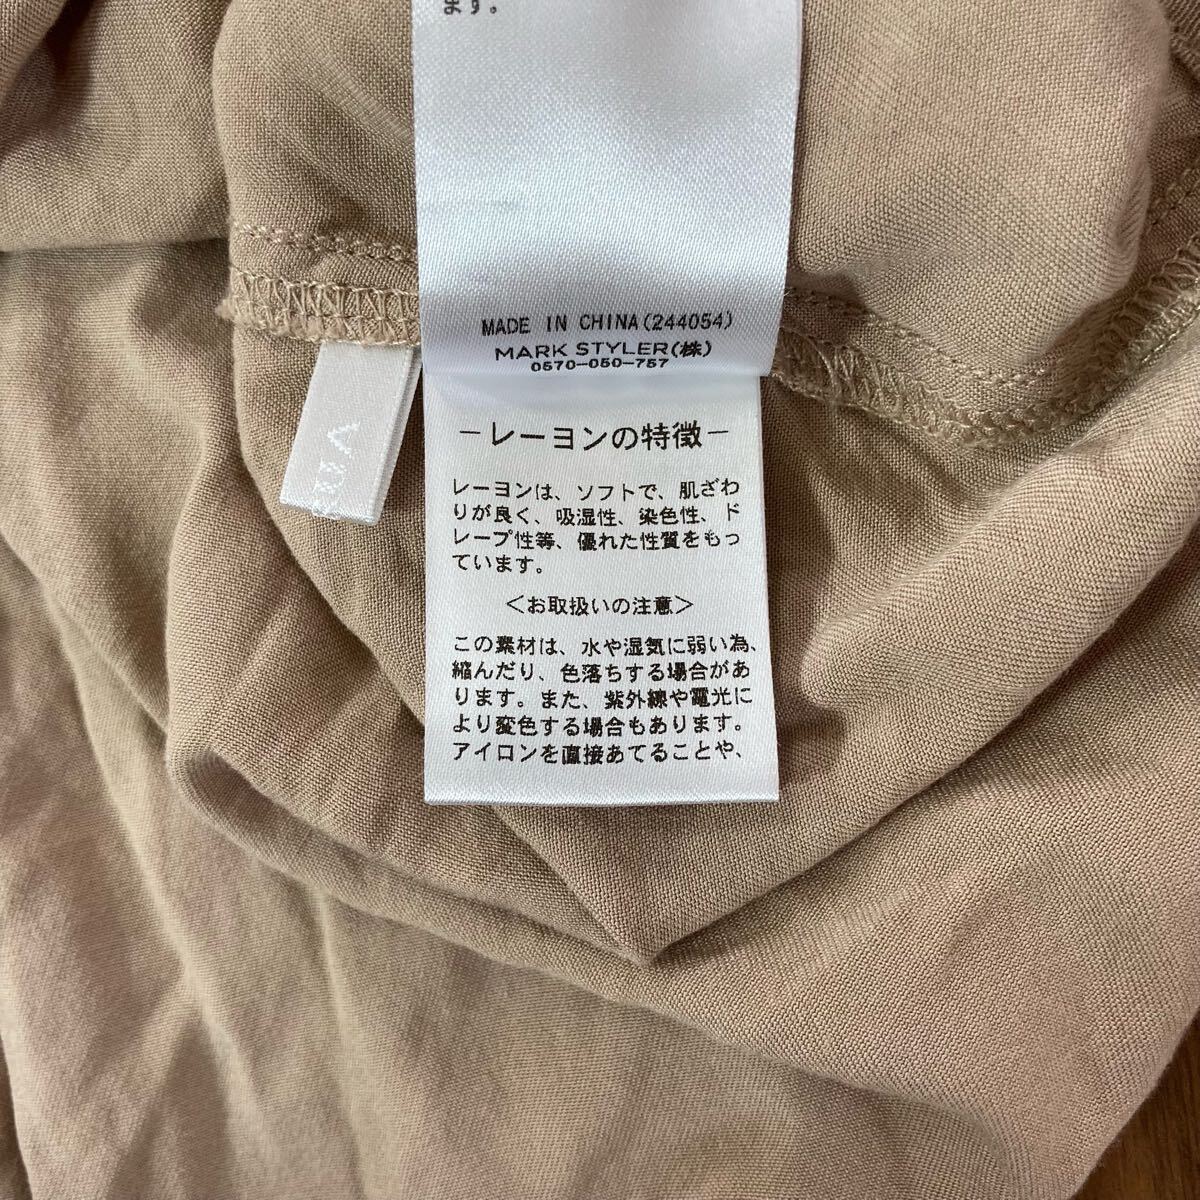 ます。
MADE IN CHINA(244054)
MARK STYLER(株)
0570-050-757
－レーヨンの特徴－
レーヨンは、ソフトで、肌ざわ
りが良く、吸湿性、染色性、ド
レープ性等、優れた性質をもっ
ています。
＜お取扱いの注意＞
この素材は、水や湿気に弱い為、
縮んだり、色落ちする場合があ
ります。また、紫外線や電光に
より変色する場合もあります。
アイロンを直接あてることや、